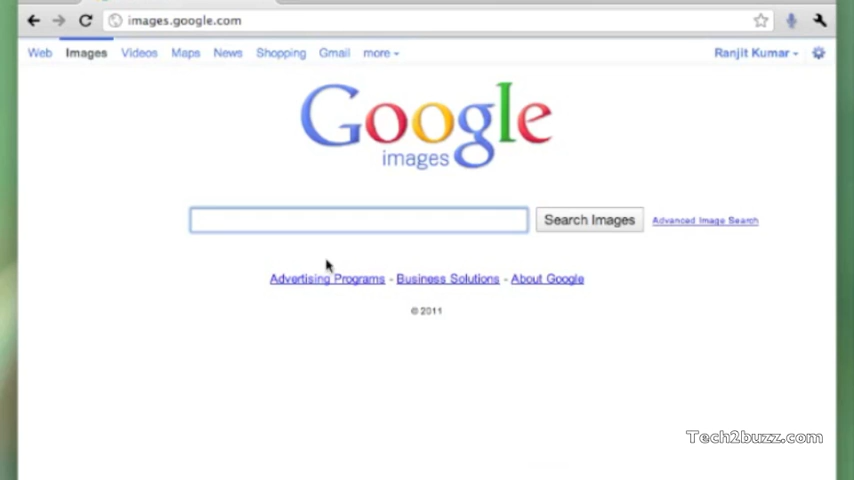 images.google.com
Web Images Videos Maps News Shopping Gmail more Ranjit Kumar
Google
images
Search Images Advanced Image Search
Advertising Programs - Business Solutions - About Google
© 2011
Tech2buzz.com